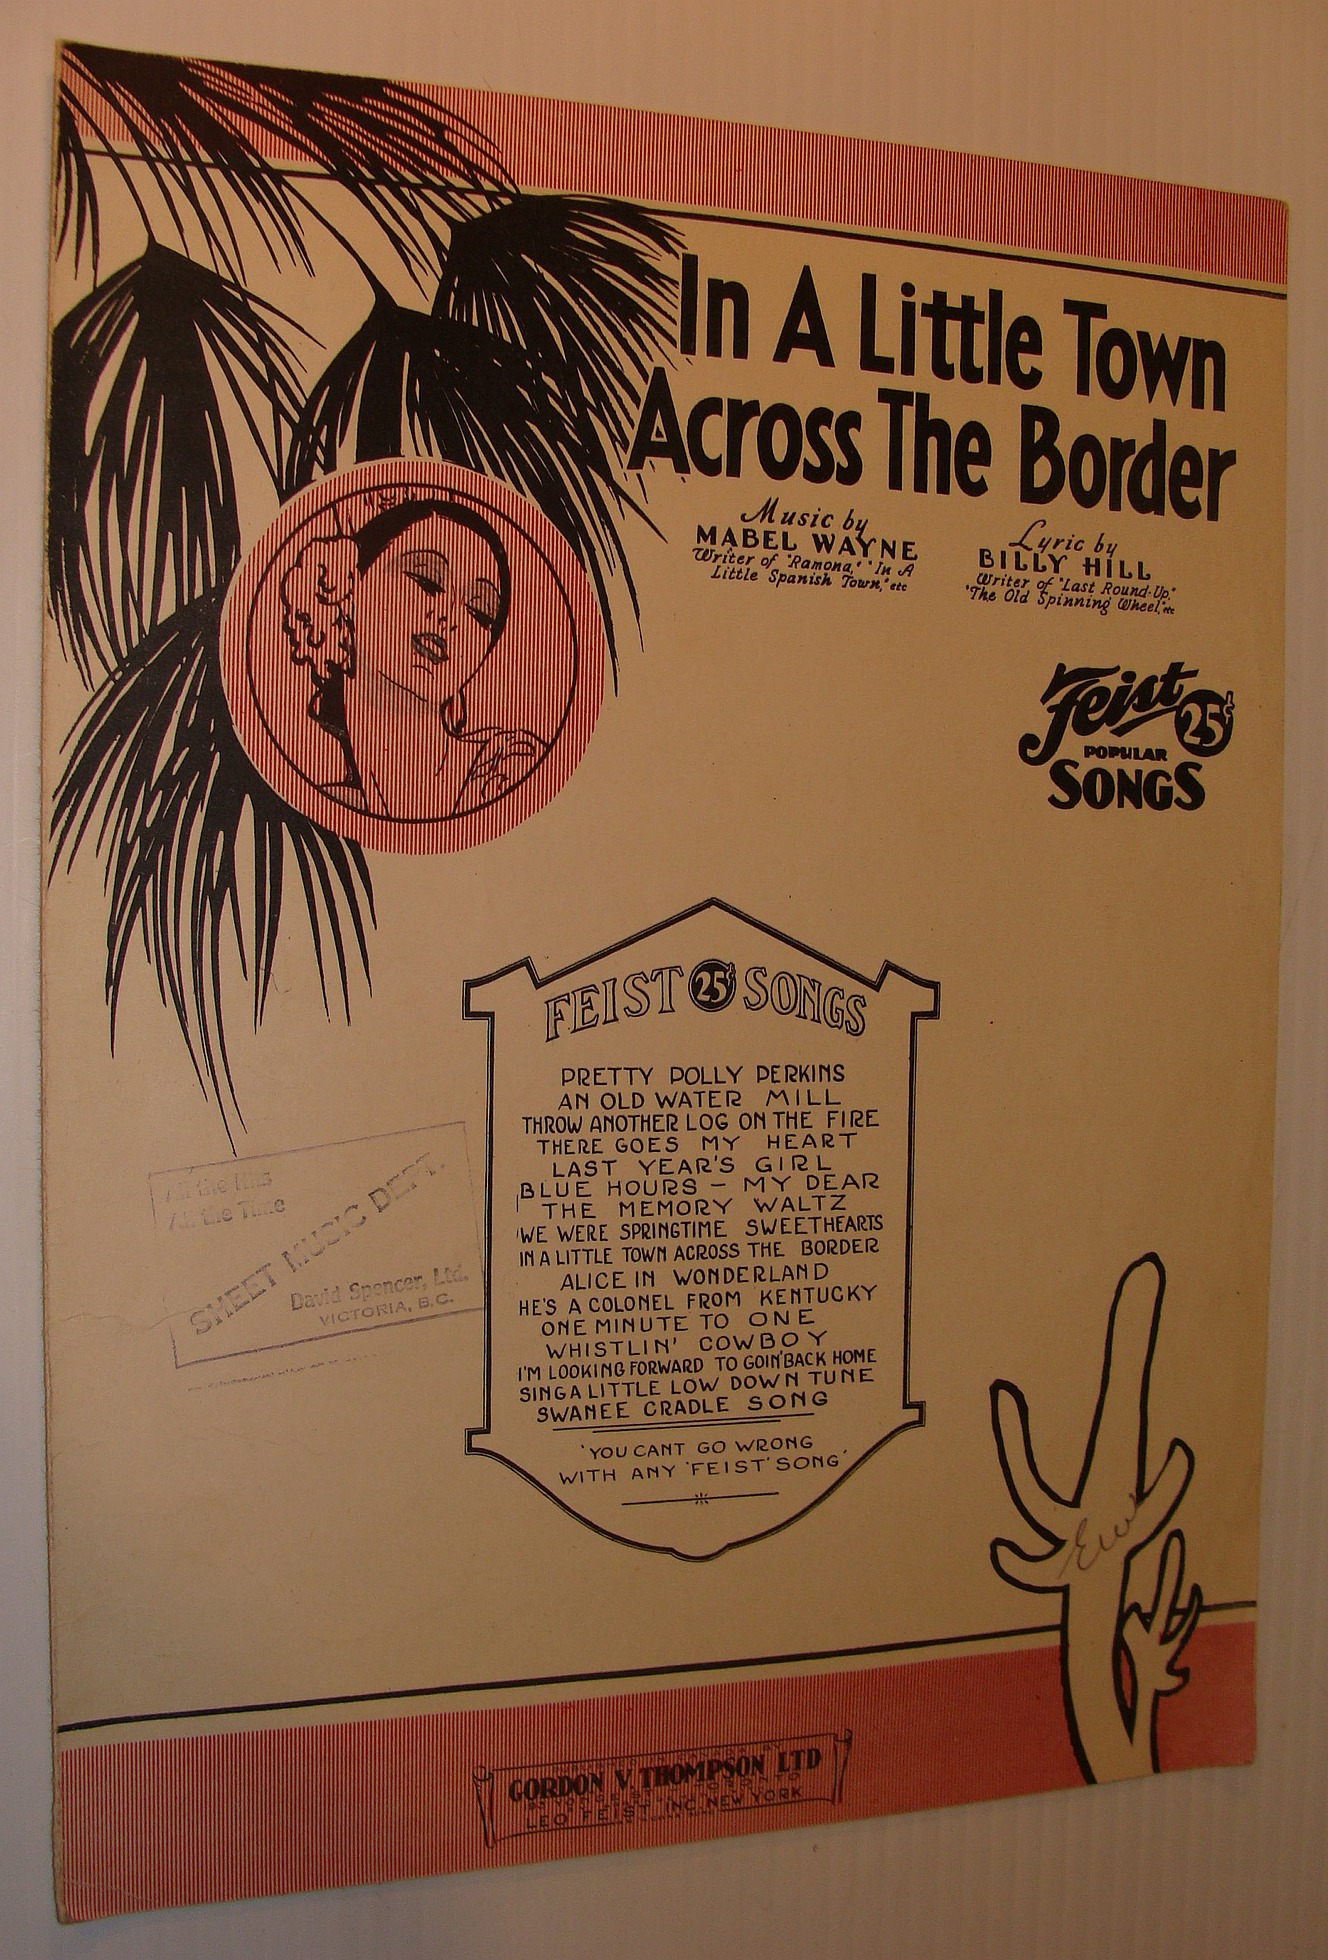 In A Little Town
Across The Border
Music by
MABEL WAYNE
Writer of "Ramona," "In A
Little Spanish Town," etc
Lyric by
BILLY HILL
Writer of "Last Round-Up,"
"The Old Spinning Wheel," etc
Feist 25¢
POPULAR
SONGS
FEIST 25¢ SONGS
PRETTY POLLY PERKINS
AN OLD WATER MILL
THROW ANOTHER LOG ON THE FIRE
THERE GOES MY HEART
LAST YEAR'S GIRL
BLUE HOURS - MY DEAR
THE MEMORY WALTZ
WE WERE SPRINGTIME SWEETHEARTS
IN A LITTLE TOWN ACROSS THE BORDER
ALICE IN WONDERLAND
HE'S A COLONEL FROM KENTUCKY
ONE MINUTE TO ONE
WHISTLIN' COWBOY
I'M LOOKING FORWARD TO GOIN' BACK HOME
SING A LITTLE LOW DOWN TUNE
SWANEE CRADLE SONG
'YOU CANT GO WRONG
WITH ANY 'FEIST' SONG'
All the Hits
All the Time
SHEET MUSIC DEPT.
David Spencer, Ltd.
VICTORIA, B.C.
GORDON V. THOMPSON LTD
LEO FEIST INC. NEW YORK